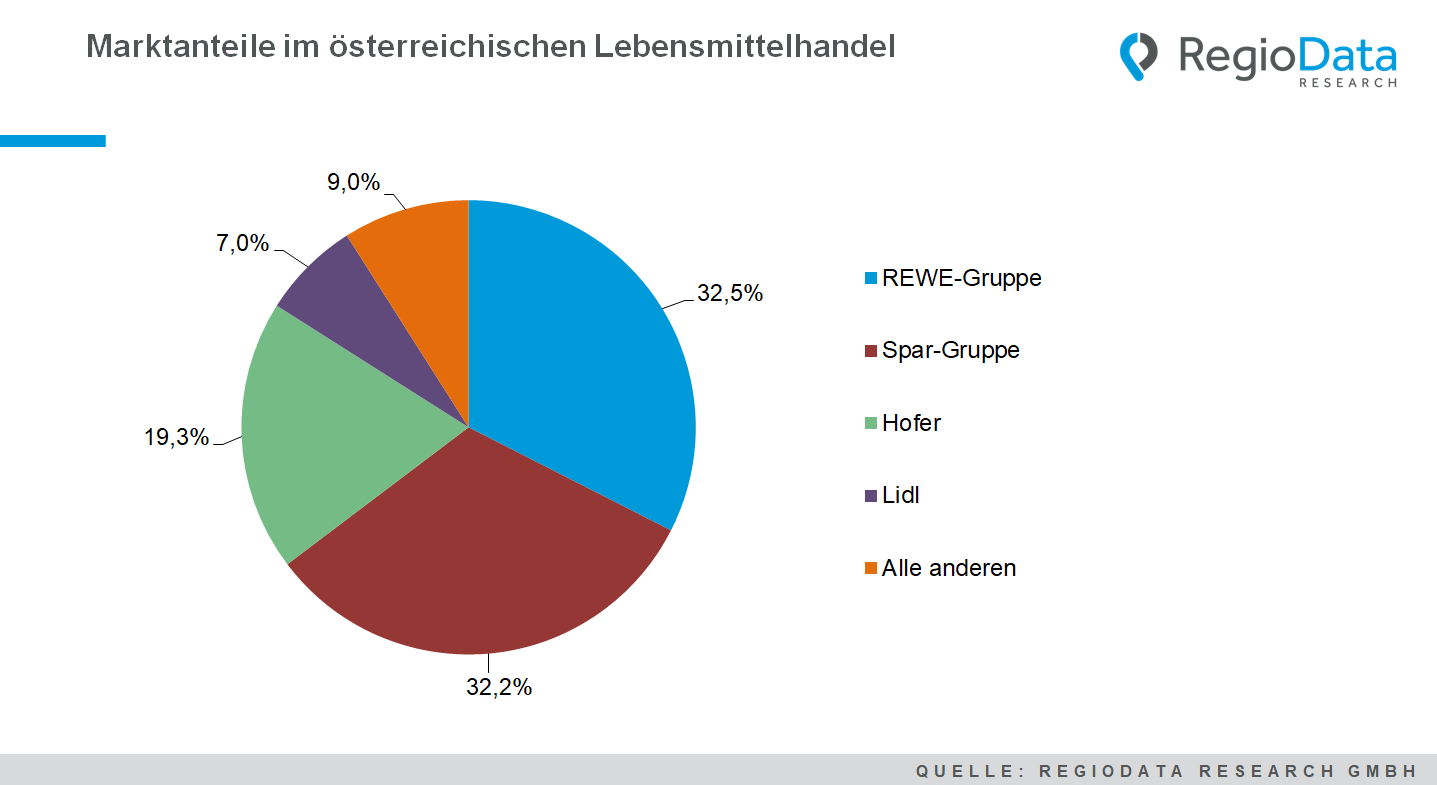 Marktanteile im österreichischen Lebensmittelhandel
RegioData
RESEARCH
9,0%
7,0%
32,5%
19,3%
32,2%
REWE-Gruppe
Spar-Gruppe
Hofer
Lidl
Alle anderen
QUELLE: REGIODATA RESEARCH GMBH